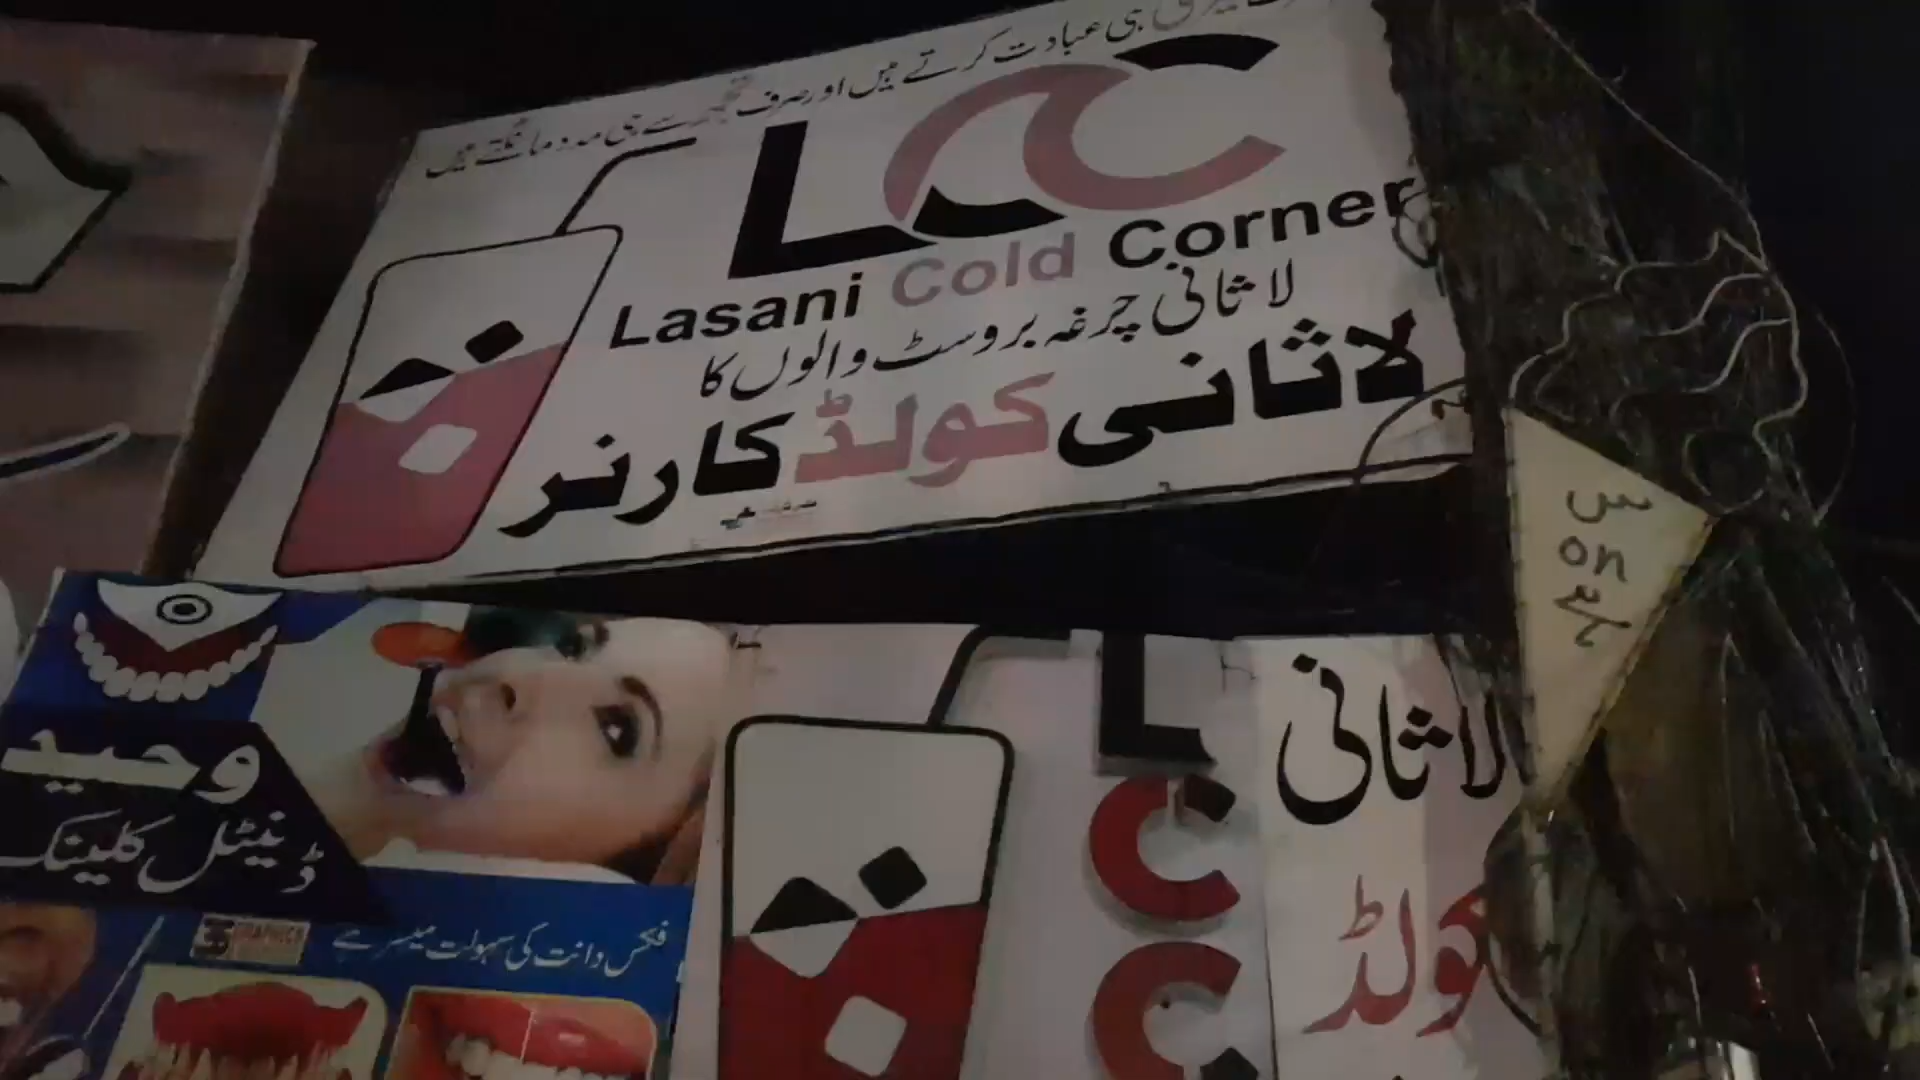 ہی عبادت کرتے ہیں اور صرف تجھ سے ہی مدد مانگتے ہیں
LCC
Lasani Cold Corner
لاثانی چرغہ بروسٹ والوں کا
لاثانی کولڈ کارنر
وحید
ڈینٹل کلینک
فکس دانت کی سہولت میسر ہے
GRAPHICS
L
C
C
لاثانی
کولڈ